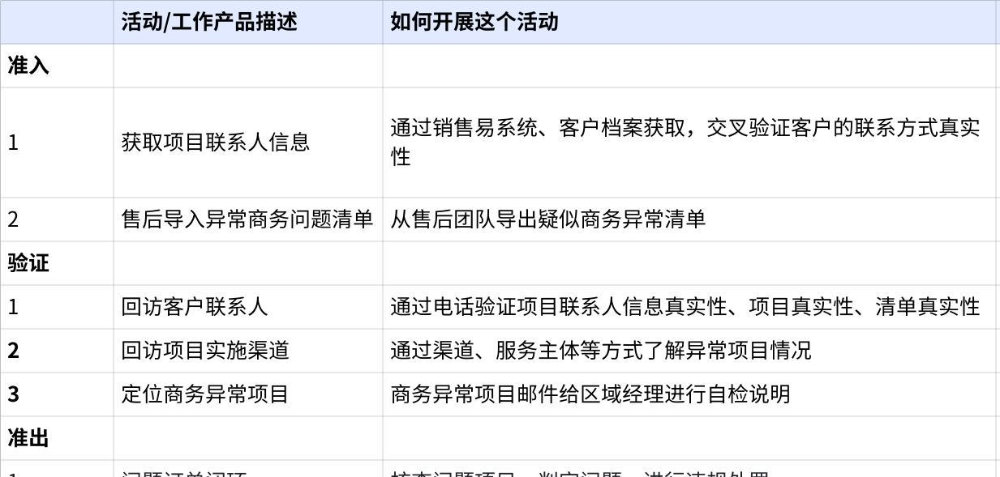 活动/工作产品描述 如何开展这个活动
准入
1 获取项目联系人信息 通过销售易系统、客户档案获取，交叉验证客户的联系方式真实
性
2 售后导入异常商务问题清单 从售后团队导出疑似商务异常清单
验证
1 回访客户联系人 通过电话验证项目联系人信息真实性、项目真实性、清单真实性
2 回访项目实施渠道 通过渠道、服务主体等方式了解异常项目情况
3 定位商务异常项目 商务异常项目邮件给区域经理进行自检说明
准出